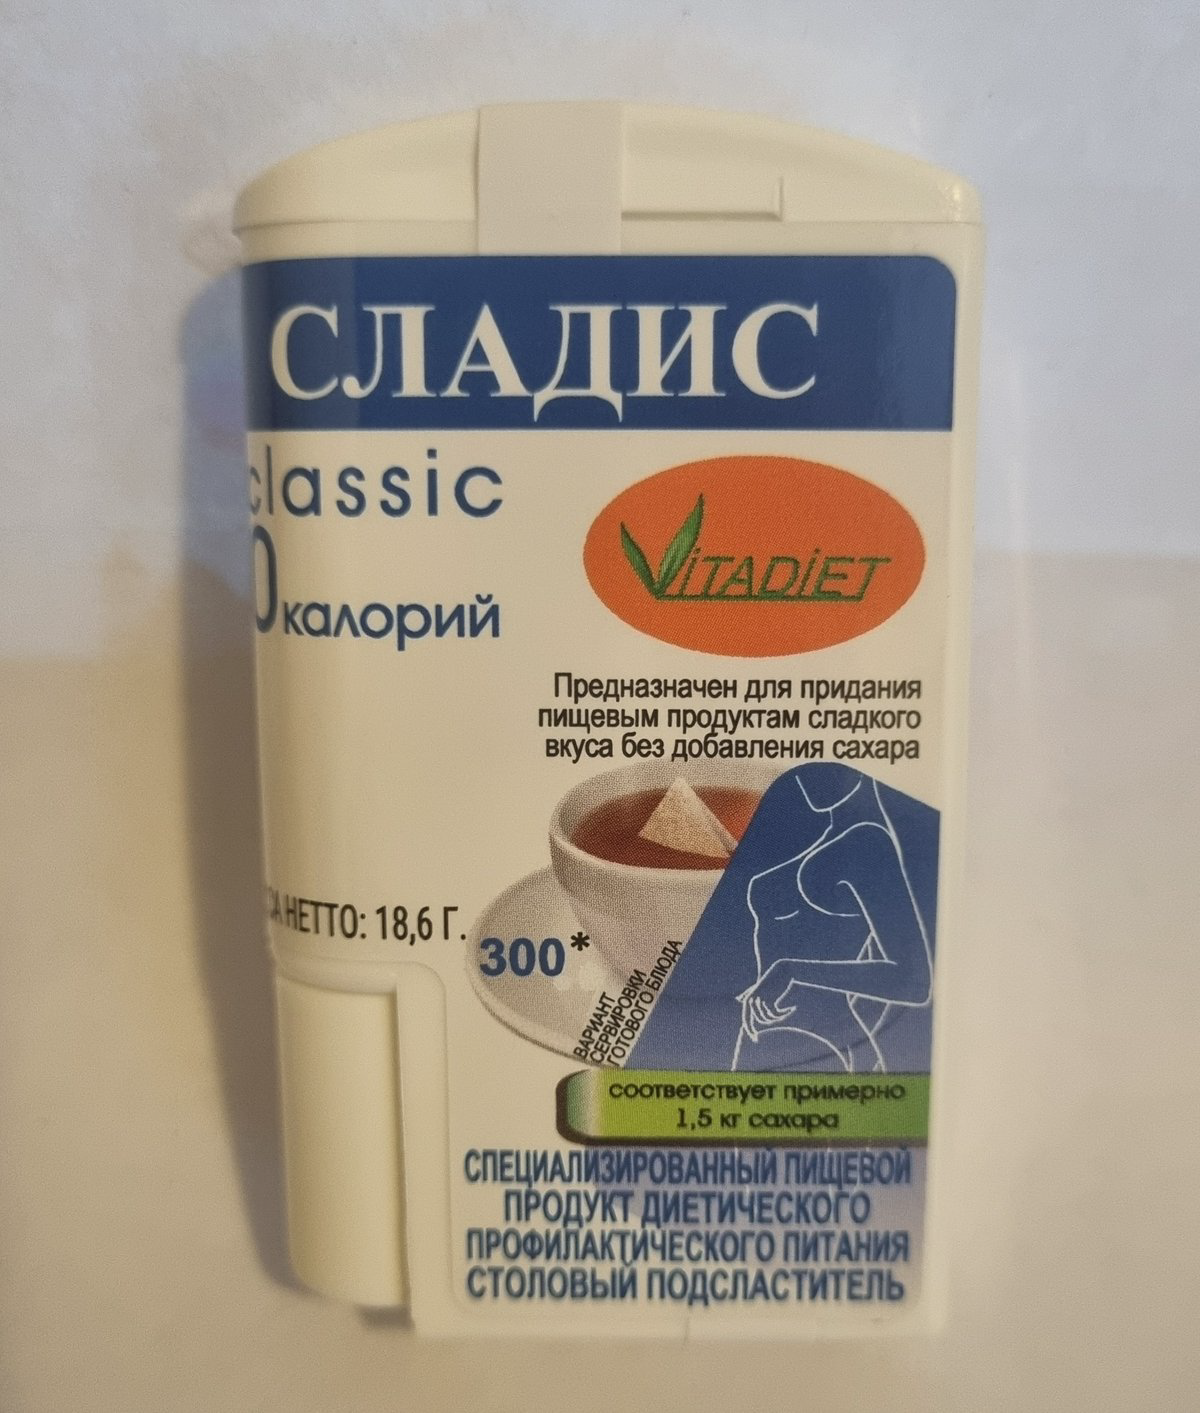 СЛАДИС
classic
0 калорий
VITADIET
Предназначен для придания
пищевым продуктам сладкого
вкуса без добавления сахара
НЕТТО: 18,6 Г.
300*
ВАРИАНТ
СЕРВИРОВКИ
ГОТОВОГО БЛЮДА
соответствует примерно
1,5 кг сахара
СПЕЦИАЛИЗИРОВАННЫЙ ПИЩЕВОЙ
ПРОДУКТ ДИЕТИЧЕСКОГО
ПРОФИЛАКТИЧЕСКОГО ПИТАНИЯ
СТОЛОВЫЙ ПОДСЛАСТИТЕЛЬ